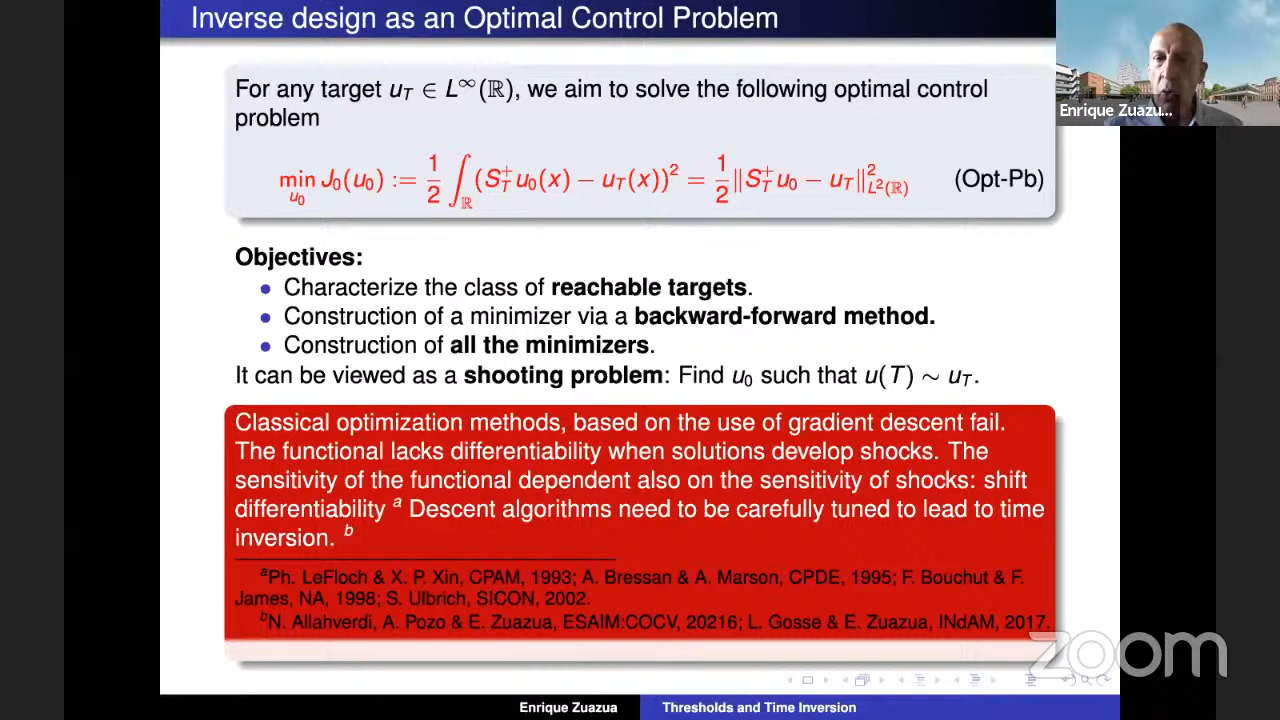 Inverse design as an Optimal Control Problem
For any target u_T ∈ L^∞(ℝ), we aim to solve the following optimal control
problem
min_{u_0} J_0(u_0) := 1/2 ∫_ℝ (S_T^+ u_0(x) − u_T(x))^2 = 1/2 ‖S_T^+ u_0 − u_T‖^2_{L^2(ℝ)} (Opt-Pb)
Objectives:
• Characterize the class of reachable targets.
• Construction of a minimizer via a backward-forward method.
• Construction of all the minimizers.
It can be viewed as a shooting problem: Find u_0 such that u(T) ∼ u_T.
Classical optimization methods, based on the use of gradient descent fail.
The functional lacks differentiability when solutions develop shocks. The
sensitivity of the functional dependent also on the sensitivity of shocks: shift
differentiability ^a Descent algorithms need to be carefully tuned to lead to time
inversion. ^b
^a Ph. LeFloch & X. P. Xin, CPAM, 1993; A. Bressan & A. Marson, CPDE, 1995; F. Bouchut & F.
James, NA, 1998; S. Ulbrich, SICON, 2002.
^b N. Allahverdi, A. Pozo & E. Zuazua, ESAIM:COCV, 20216; L. Gosse & E. Zuazua, INdAM, 2017.
Enrique Zuazua
Thresholds and Time Inversion
Enrique Zuazu...
zoom